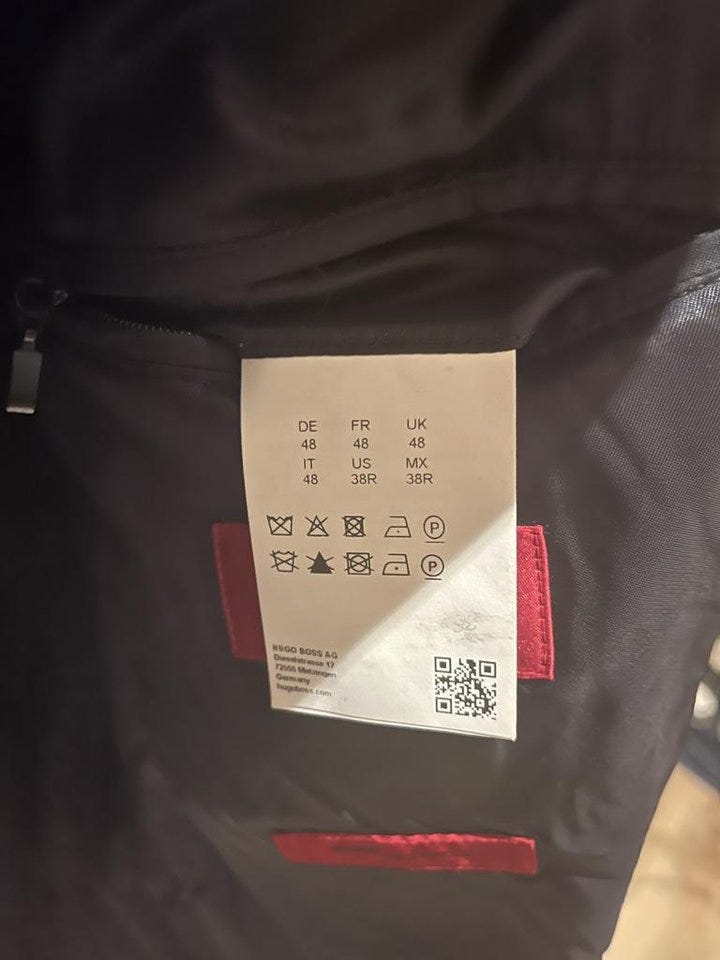 DE FR UK
48 48 48
IT US MX
48 38R 38R
P
P
HUGO BOSS AG
Dieselstrasse 12
72555 Metzingen
Germany
hugoboss.com